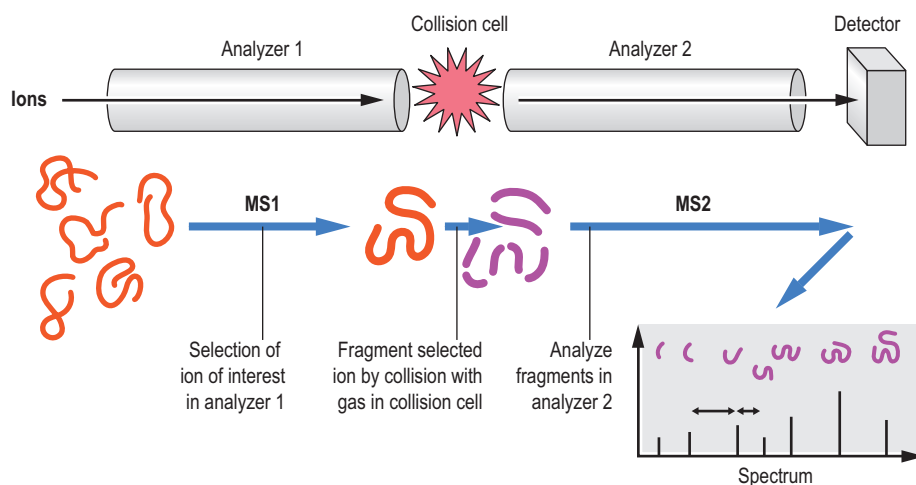 Collision cell
Analyzer 1
Analyzer 2
Detector
Ions
MS1
MS2
Selection of
ion of interest
in analyzer 1
Fragment selected
ion by collision with
gas in collision cell
Analyze
fragments in
analyzer 2
Spectrum